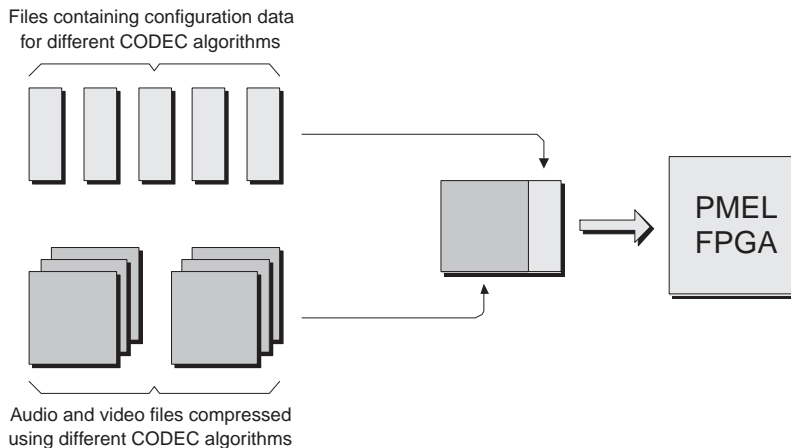 Files containing configuration data
for different CODEC algorithms
PMEL
FPGA
Audio and video files compressed
using different CODEC algorithms